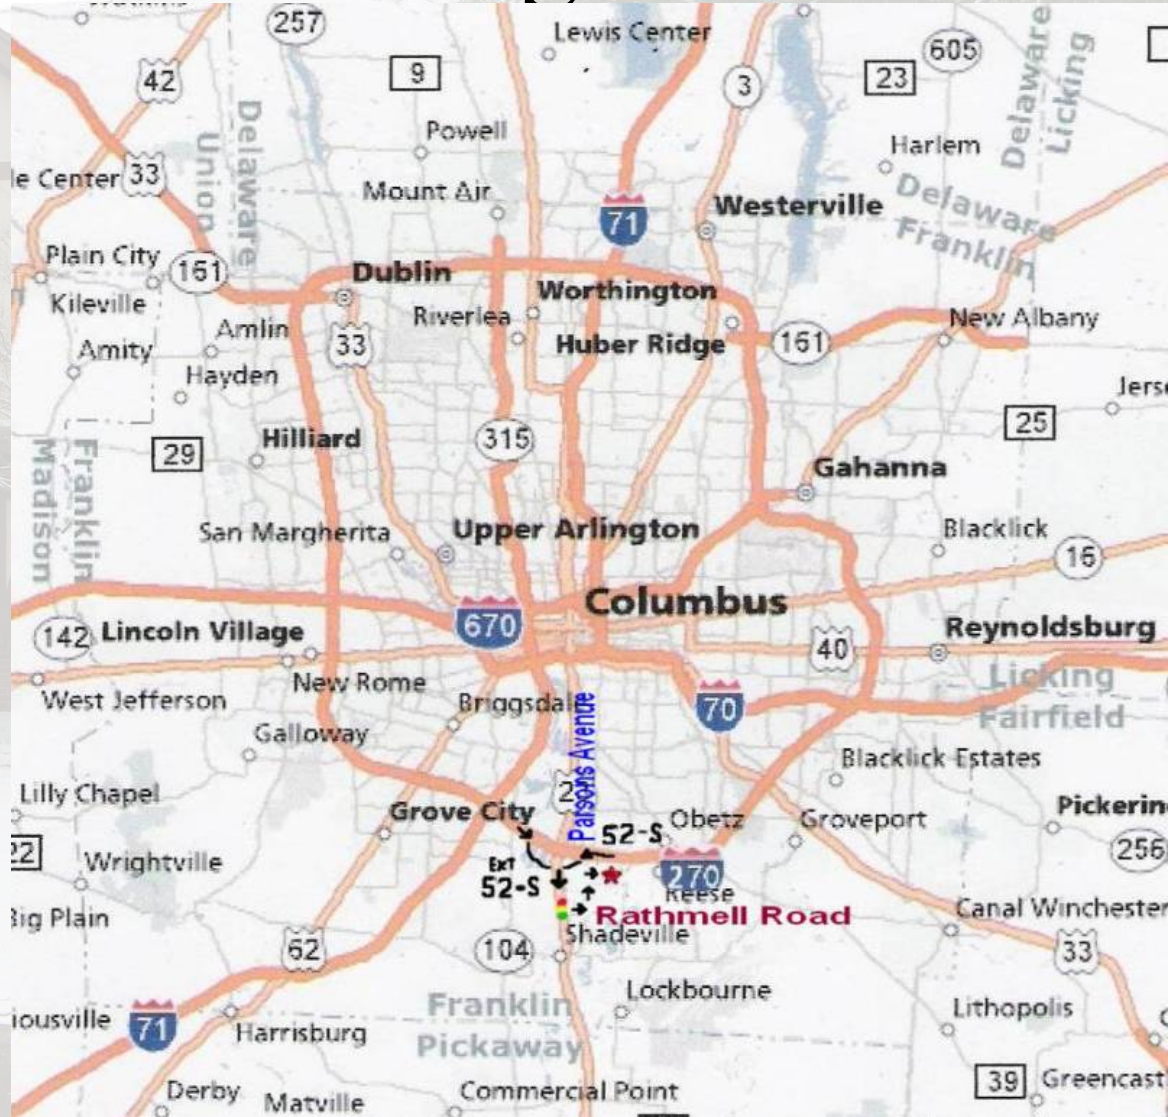 257
Lewis Center
605
Delaware
Licking
42
9
3
23
Delaware
Union
Powell
Harlem
33
Mount Air
71
Westerville
Delaware
Franklin
Plain City
161
Dublin
Kileville
Worthington
Riverlea
New Albany
Amlin
33
Huber Ridge
161
Amity
Hayden
25
Hilliard
315
29
Gahanna
Madison
Franklin
San Margherita
Upper Arlington
Blacklick
16
Columbus
670
142
Lincoln Village
40
Reynoldsburg
New Rome
Licking
Fairfield
West Jefferson
Briggsdale
70
Parsons Avenue
Galloway
Blacklick Estates
Lilly Chapel
2
Grove City
52-S
Obetz
Groveport
256
22
Wrightville
EXT
52-S
270
Reese
Big Plain
Rathmell Road
Canal Winchester
62
104
Shadeville
33
Franklin
Pickaway
Lockbourne
71
Harrisburg
Lithopolis
39
Derby
Matville
Commercial Point